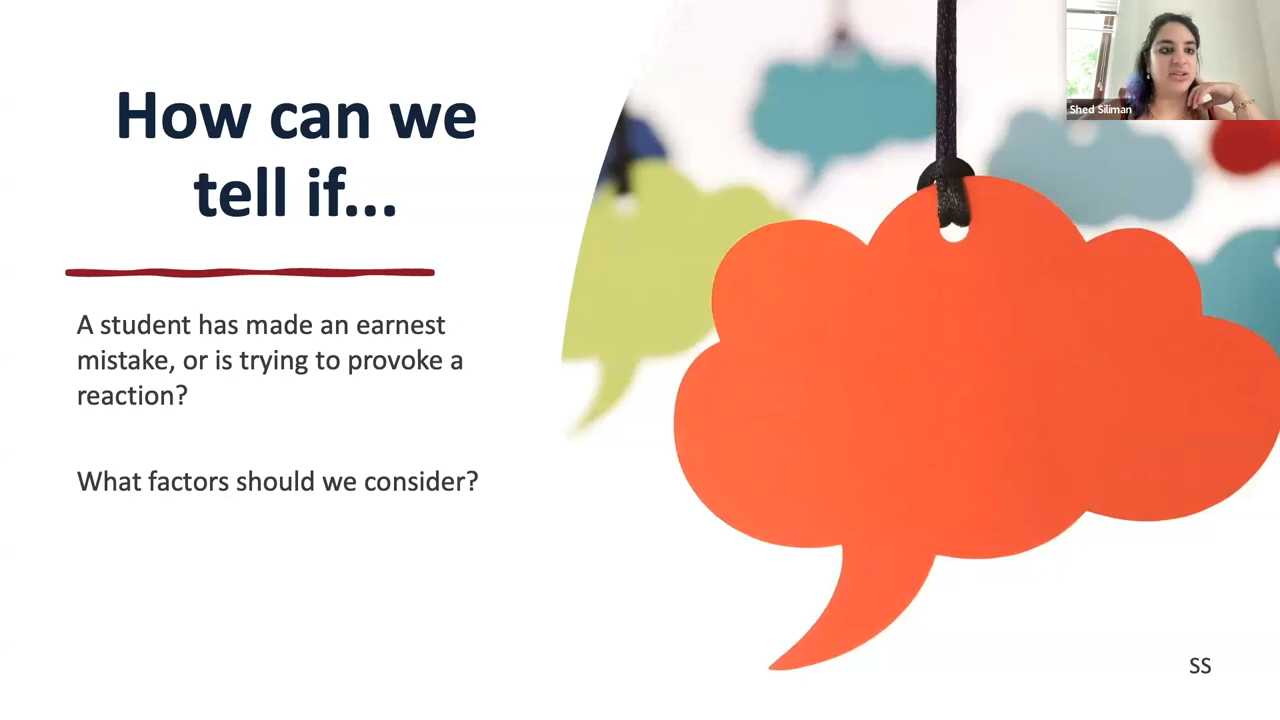 How can we
tell if...
A student has made an earnest
mistake, or is trying to provoke a
reaction?
What factors should we consider?
Shed Siliman
SS